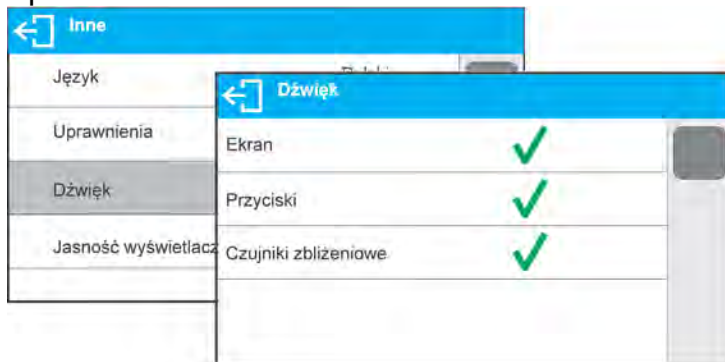 Inne
Język
Uprawnienia
Dźwięk
Jasność wyświetlacz
Dźwięk
Ekran
Przyciski
Czujniki zbliżeniowe